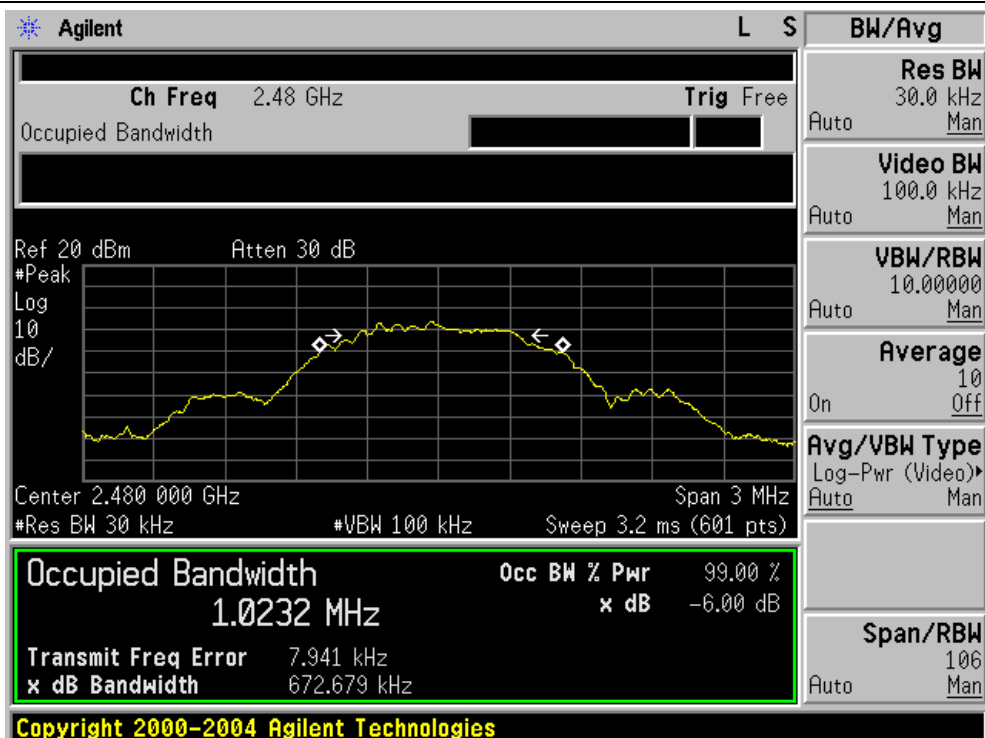 Agilent
L S
BW/Avg
Ch Freq 2.48 GHz
Trig Free
Occupied Bandwidth
Ref 20 dBm
Atten 30 dB
#Peak
Log
10
dB/
Center 2.480 000 GHz
Span 3 MHz
#Res BW 30 kHz
#VBW 100 kHz
Sweep 3.2 ms (601 pts)
Occupied Bandwidth
1.0232 MHz
Occ BW % Pwr 99.00 %
x dB -6.00 dB
Transmit Freq Error 7.941 kHz
x dB Bandwidth 672.679 kHz
Res BW
30.0 kHz
Auto Man
Video BW
100.0 kHz
Auto Man
VBW/RBW
10.00000
Auto Man
Average
10
On Off
Avg/VBW Type
Log-Pwr (Video)
Auto Man
Span/RBW
106
Auto Man
Copyright 2000-2004 Agilent Technologies